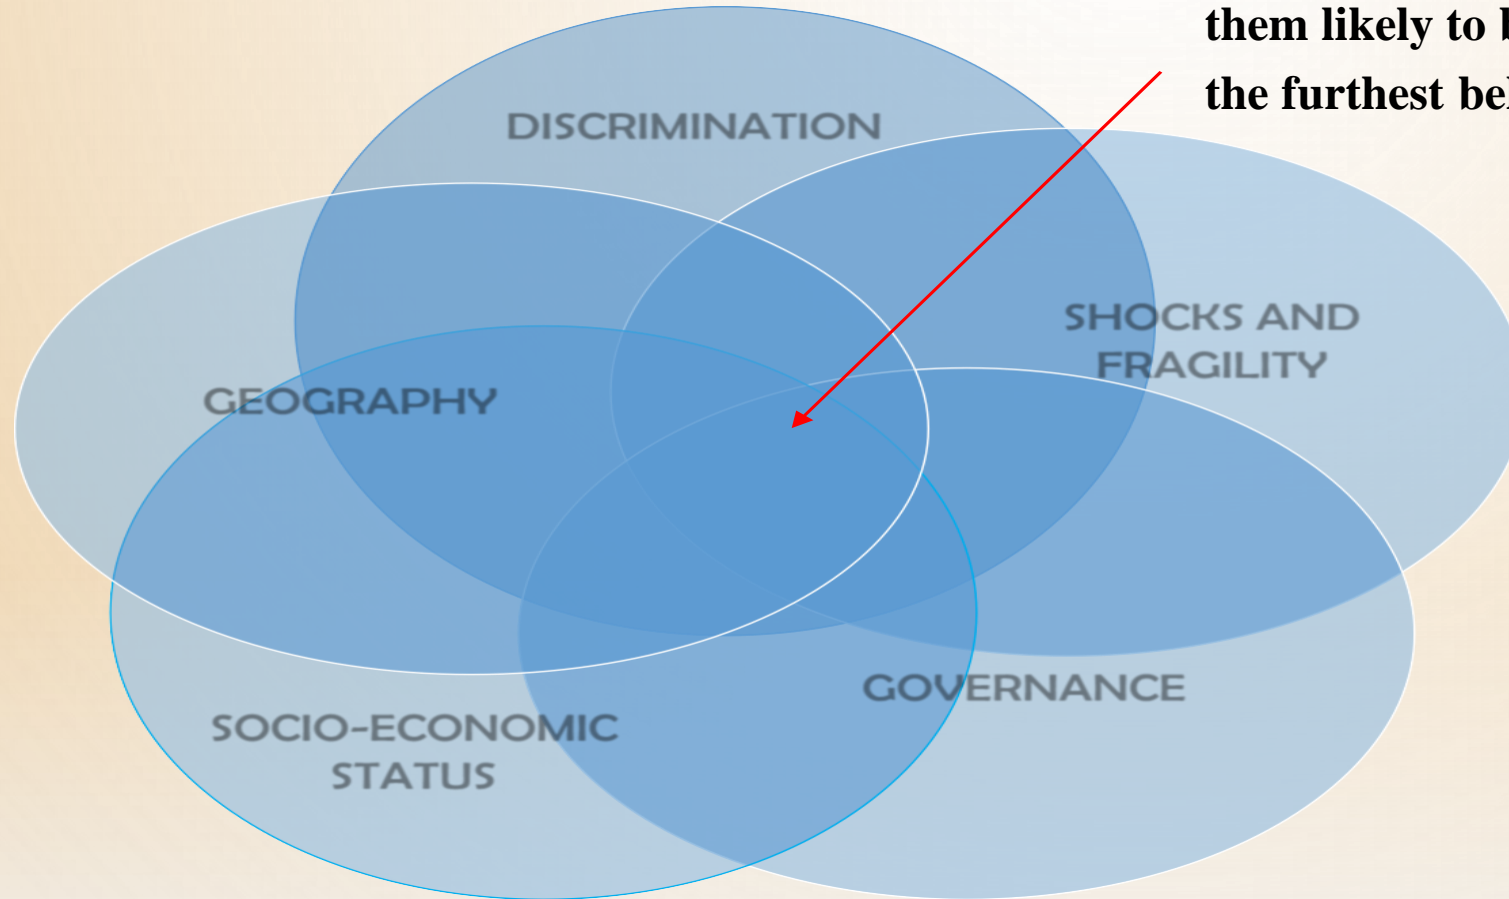 them likely to
the furthest
DISCRIMINATION
SHOCKS AND
FRAGILITY
GEOGRAPHY
GOVERNANCE
SOCIO-ECONOMIC
STATUS